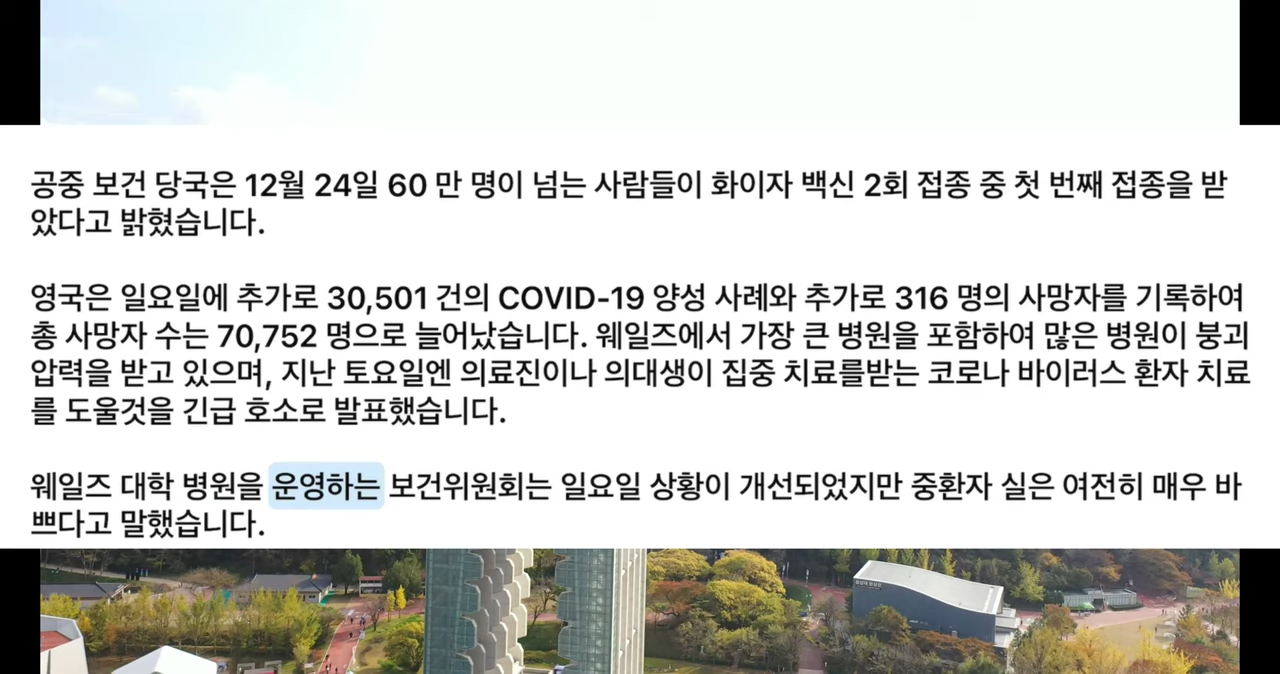 공중 보건 당국은 12월 24일 60 만 명이 넘는 사람들이 화이자 백신 2회 접종 중 첫 번째 접종을 받
았다고 밝혔습니다.
영국은 일요일에 추가로 30,501 건의 COVID-19 양성 사례와 추가로 316 명의 사망자를 기록하여
총 사망자 수는 70,752 명으로 늘어났습니다. 웨일즈에서 가장 큰 병원을 포함하여 많은 병원이 붕괴
압력을 받고 있으며, 지난 토요일엔 의료진이나 의대생이 집중 치료를받는 코로나 바이러스 환자 치료
를 도울것을 긴급 호소로 발표했습니다.
웨일즈 대학 병원을 운영하는 보건위원회는 일요일 상황이 개선되었지만 중환자 실은 여전히 매우 바
쁘다고 말했습니다.